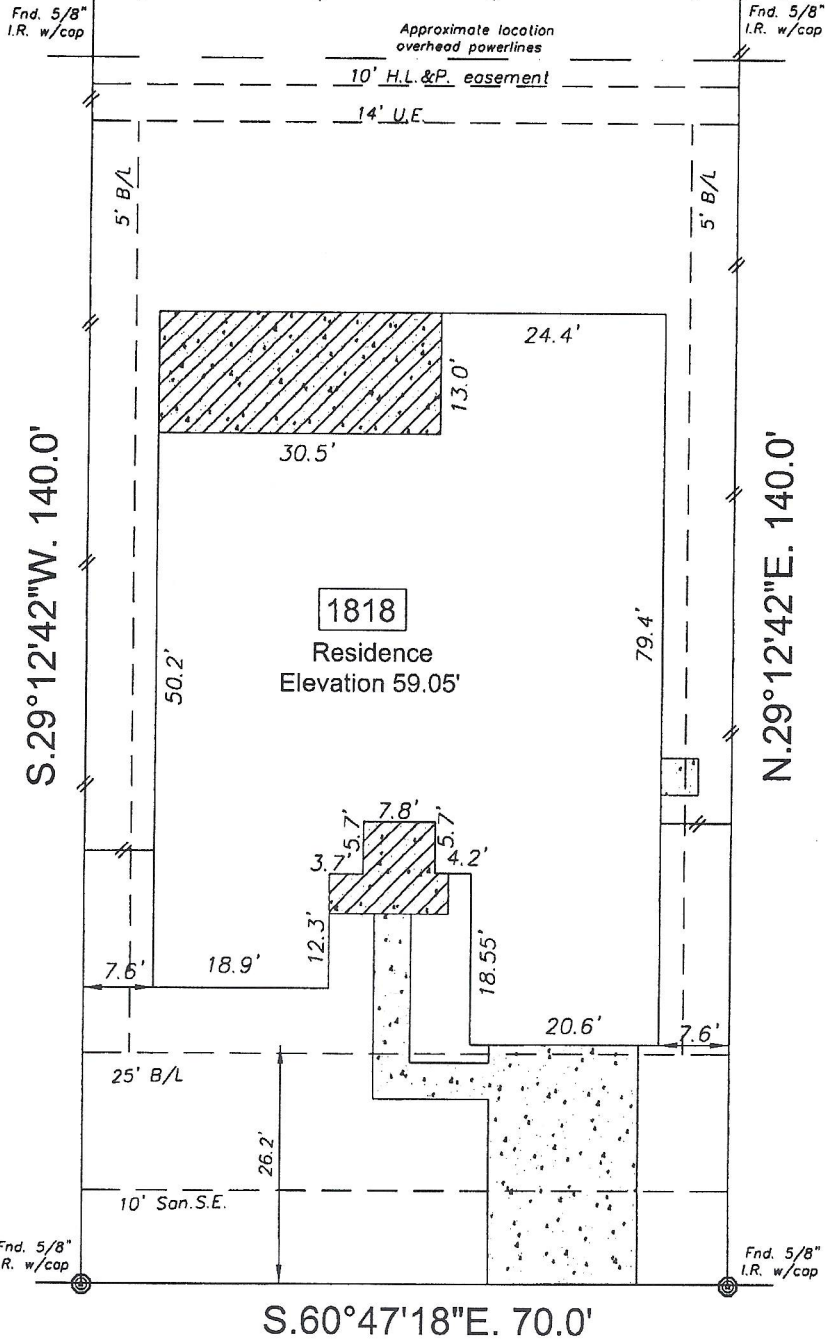 Fnd. 5/8"
I.R. w/cap
Fnd. 5/8"
I.R. w/cap
Approximate location
overhead powerlines
10' H.L.&P. easement
14' U.E.
5' B/L
5' B/L
24.4'
13.0'
30.5'
S.29°12'42"W. 140.0'
N.29°12'42"E. 140.0'
1818
Residence
Elevation 59.05'
50.2'
79.4'
7.8'
5.7'
5.7'
3.7'
4.2'
12.3'
18.55'
7.6'
18.9'
20.6'
7.6'
25' B/L
26.2'
10' San.S.E.
Fnd. 5/8"
I.R. w/cap
Fnd. 5/8"
I.R. w/cap
S.60°47'18"E. 70.0'